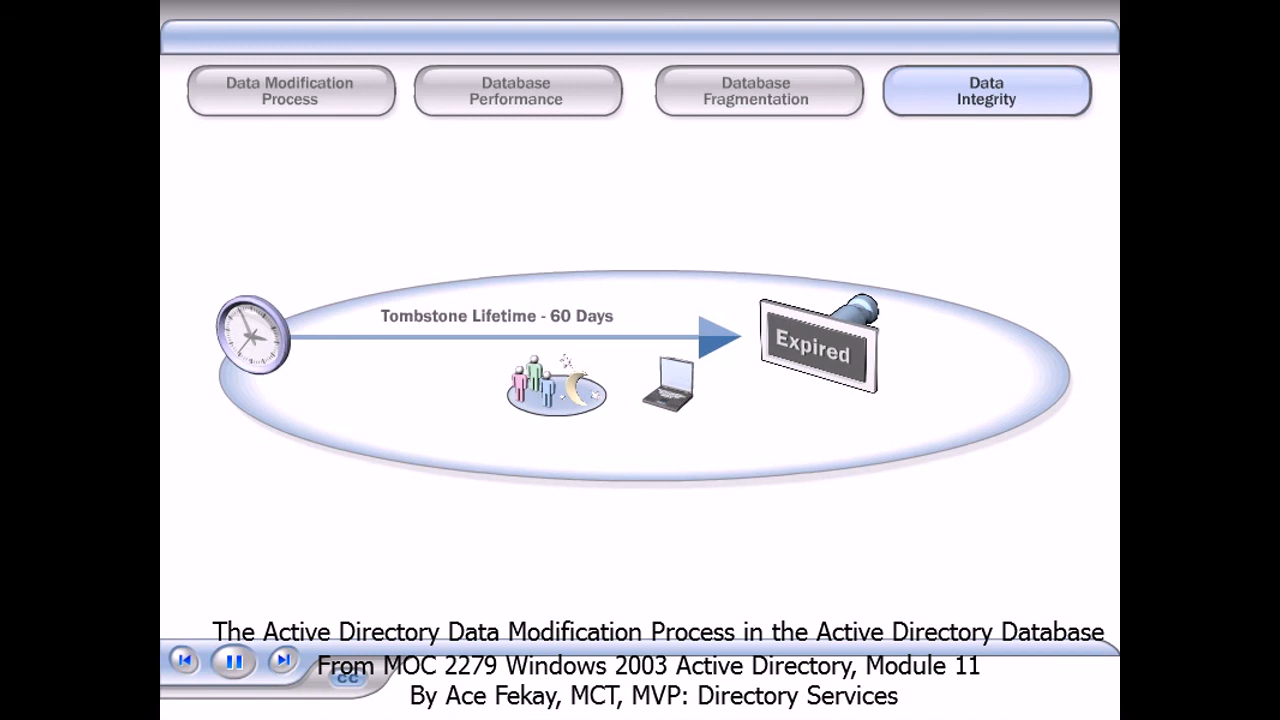 Data Modification
Process
Database
Performance
Database
Fragmentation
Data
Integrity
Tombstone Lifetime - 60 Days
Expired
The Active Directory Data Modification Process in the Active Directory Database
From MOC 2279 Windows 2003 Active Directory, Module 11
CC
By Ace Fekay, MCT, MVP: Directory Services